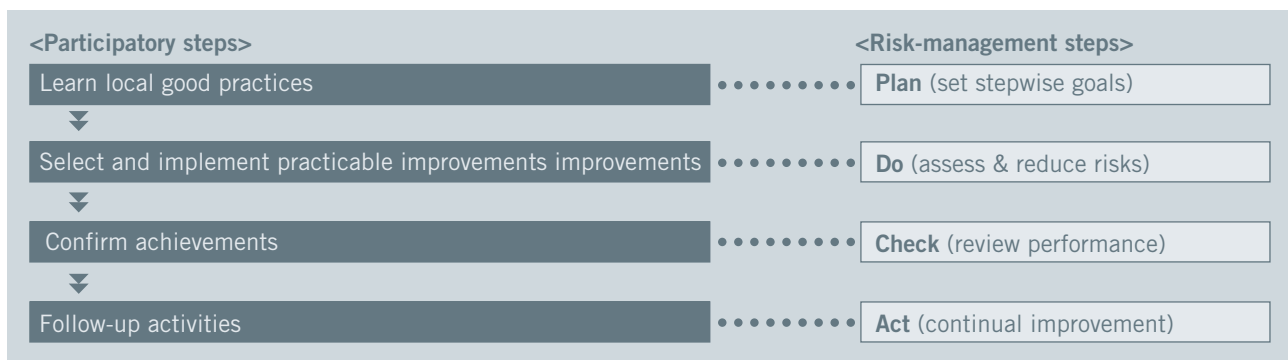 <Participatory steps> <Risk-management steps>
Learn local good practices Plan (set stepwise goals)
Select and implement practicable improvements improvements Do (assess & reduce risks)
Confirm achievements Check (review performance)
Follow-up activities Act (continual improvement)